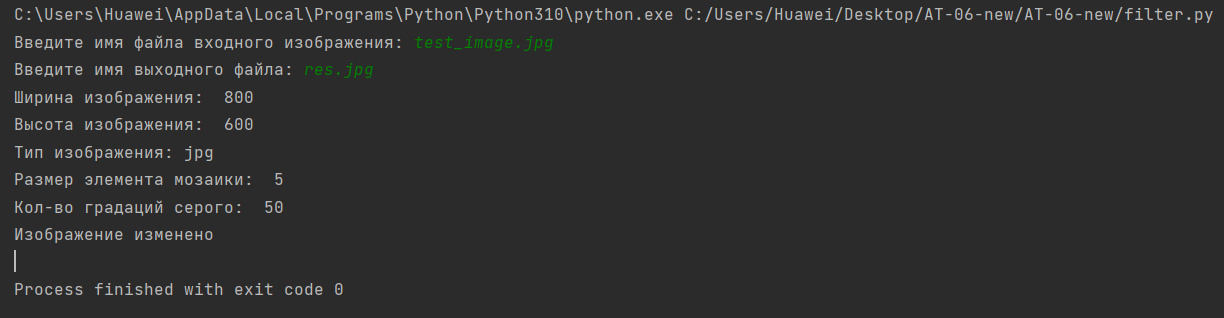 C:\Users\Huawei\AppData\Local\Programs\Python\Python310\python.exe C:/Users/Huawei/Desktop/AT-06-new/AT-06-new/filter.py
Введите имя файла входного изображения: test_image.jpg
Введите имя выходного файла: res.jpg
Ширина изображения:  800
Высота изображения:  600
Тип изображения: jpg
Размер элемента мозаики:  5
Кол-во градаций серого:  50
Изображение изменено
Process finished with exit code 0